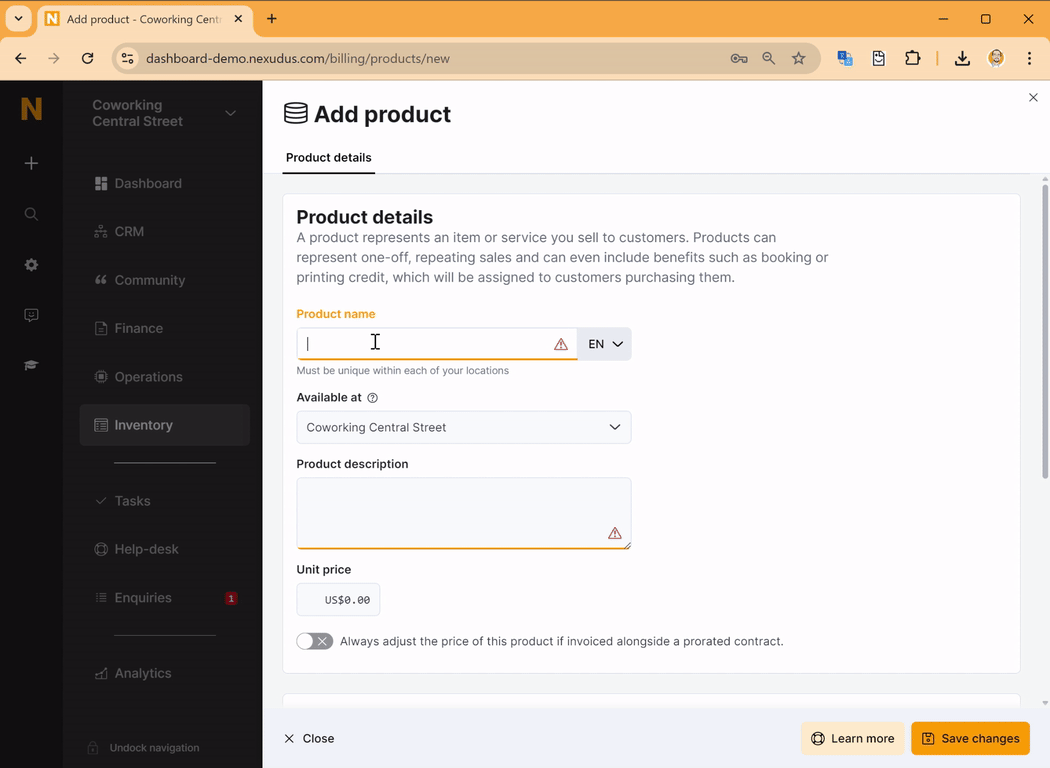 Add product - Coworking Cent
dashboard-demo.nexudus.com/billing/products/new
N
Coworking
Central Street
Dashboard
CRM
Community
Finance
Operations
Inventory
Tasks
Help-desk
Enquiries
1
Analytics
Undock navigation
Add product
Product details
Product details
A product represents an item or service you sell to customers. Products can
represent one-off, repeating sales and can even include benefits such as booking or
printing credit, which will be assigned to customers purchasing them.
Product name
EN
Must be unique within each of your locations
Available at
Coworking Central Street
Product description
Unit price
US$0.00
Always adjust the price of this product if invoiced alongside a prorated contract.
Close
Learn more
Save changes